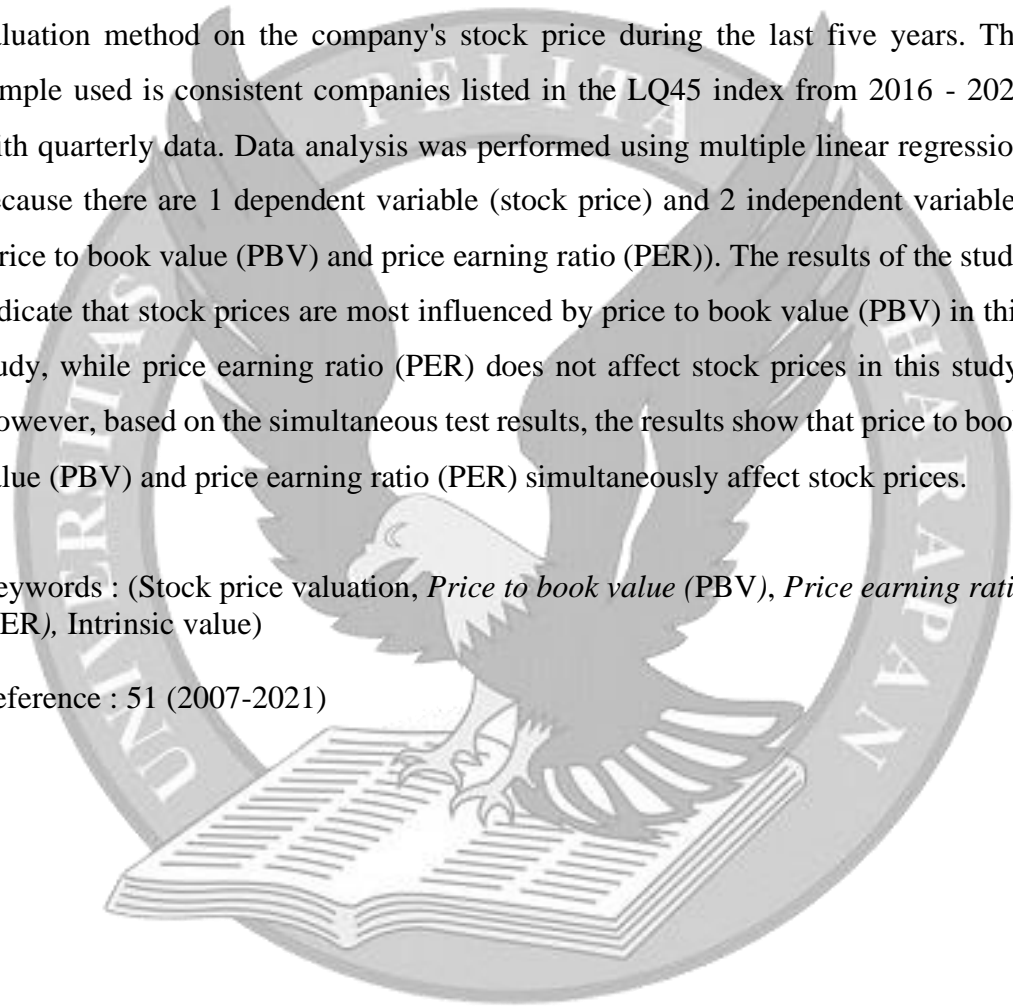 aluation method on the company's stock price during the last five years. Th
mple used is consistent companies listed in the LQ45 index from 2016 - 202
ith quarterly data. Data analysis was performed using multiple linear regressio
ecause there are 1 dependent variable (stock price) and 2 independent variable
rice to book value (PBV) and price earning ratio (PER)). The results of the stud
dicate that stock prices are most influenced by price to book value (PBV) in thi
udy, while price earning ratio (PER) does not affect stock prices in this study
owever, based on the simultaneous test results, the results show that price to boo
alue (PBV) and price earning ratio (PER) simultaneously affect stock prices.
eywords : (Stock price valuation, Price to book value (PBV), Price earning rati
ER), Intrinsic value)
eference : 51 (2007-2021)
UNIVERSITAS PELITA HARAPAN